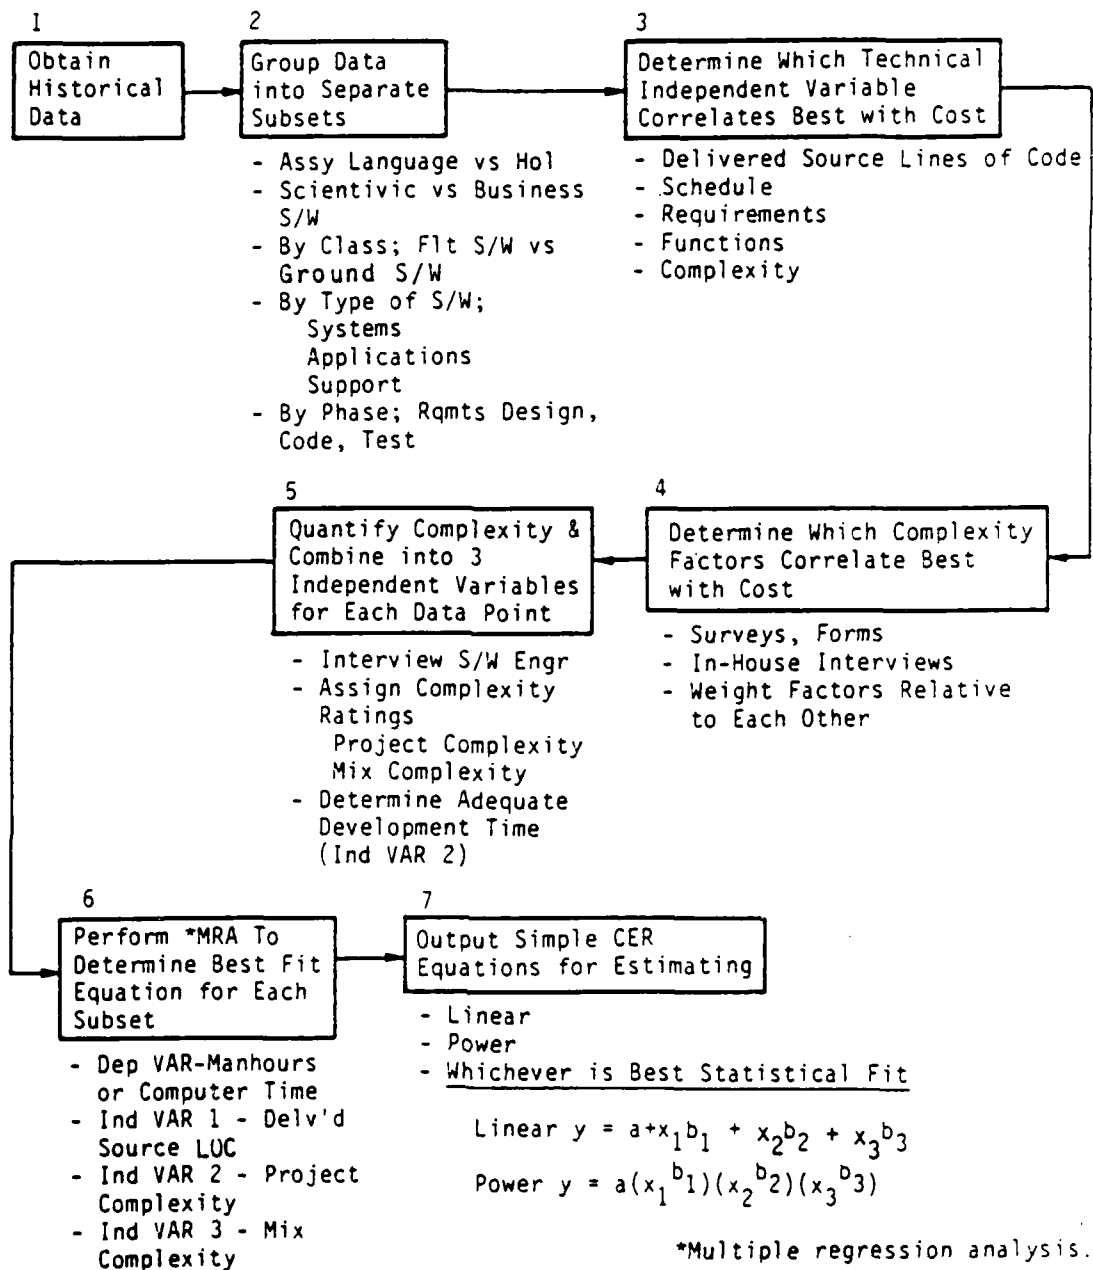 1
Obtain
Historical
Data
2
Group Data
into Separate
Subsets
- Assy Language vs Hol
- Scientivic vs Business
S/W
- By Class; Flt S/W vs
Ground S/W
- By Type of S/W;
Systems
Applications
Support
- By Phase; Rqmts Design,
Code, Test
3
Determine Which Technical
Independent Variable
Correlates Best with Cost
- Delivered Source Lines of Code
- Schedule
- Requirements
- Functions
- Complexity
4
Determine Which Complexity
Factors Correlate Best
with Cost
- Surveys, Forms
- In-House Interviews
- Weight Factors Relative
to Each Other
5
Quantify Complexity &
Combine into 3
Independent Variables
for Each Data Point
- Interview S/W Engr
- Assign Complexity
Ratings
Project Complexity
Mix Complexity
- Determine Adequate
Development Time
(Ind VAR 2)
6
Perform *MRA To
Determine Best Fit
Equation for Each
Subset
- Dep VAR-Manhours
or Computer Time
- Ind VAR 1 - Delv'd
Source LOC
- Ind VAR 2 - Project
Complexity
- Ind VAR 3 - Mix
Complexity
7
Output Simple CER
Equations for Estimating
- Linear
- Power
- Whichever is Best Statistical Fit
Linear y = a+x₁b₁ + x₂b₂ + x₃b₃
Power y = a(x₁ᵇ1)(x₂ᵇ2)(x₃ᵇ3)
*Multiple regression analysis.